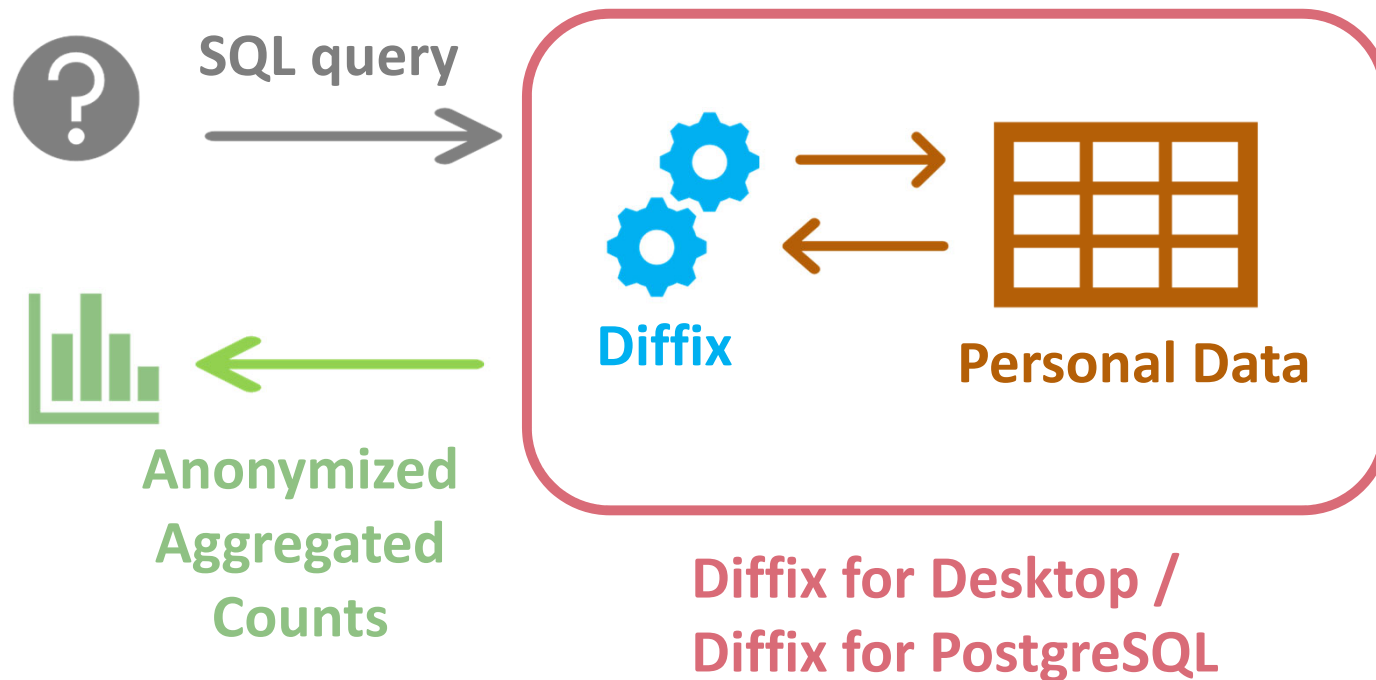 SQL query
Diffix
Personal Data
Anonymized
Aggregated
Counts
Diffix for Desktop /
Diffix for PostgreSQL